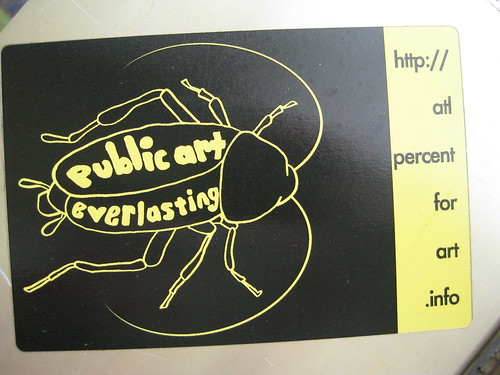 public art
everlasting
http://
atl
percent
for
art
.info